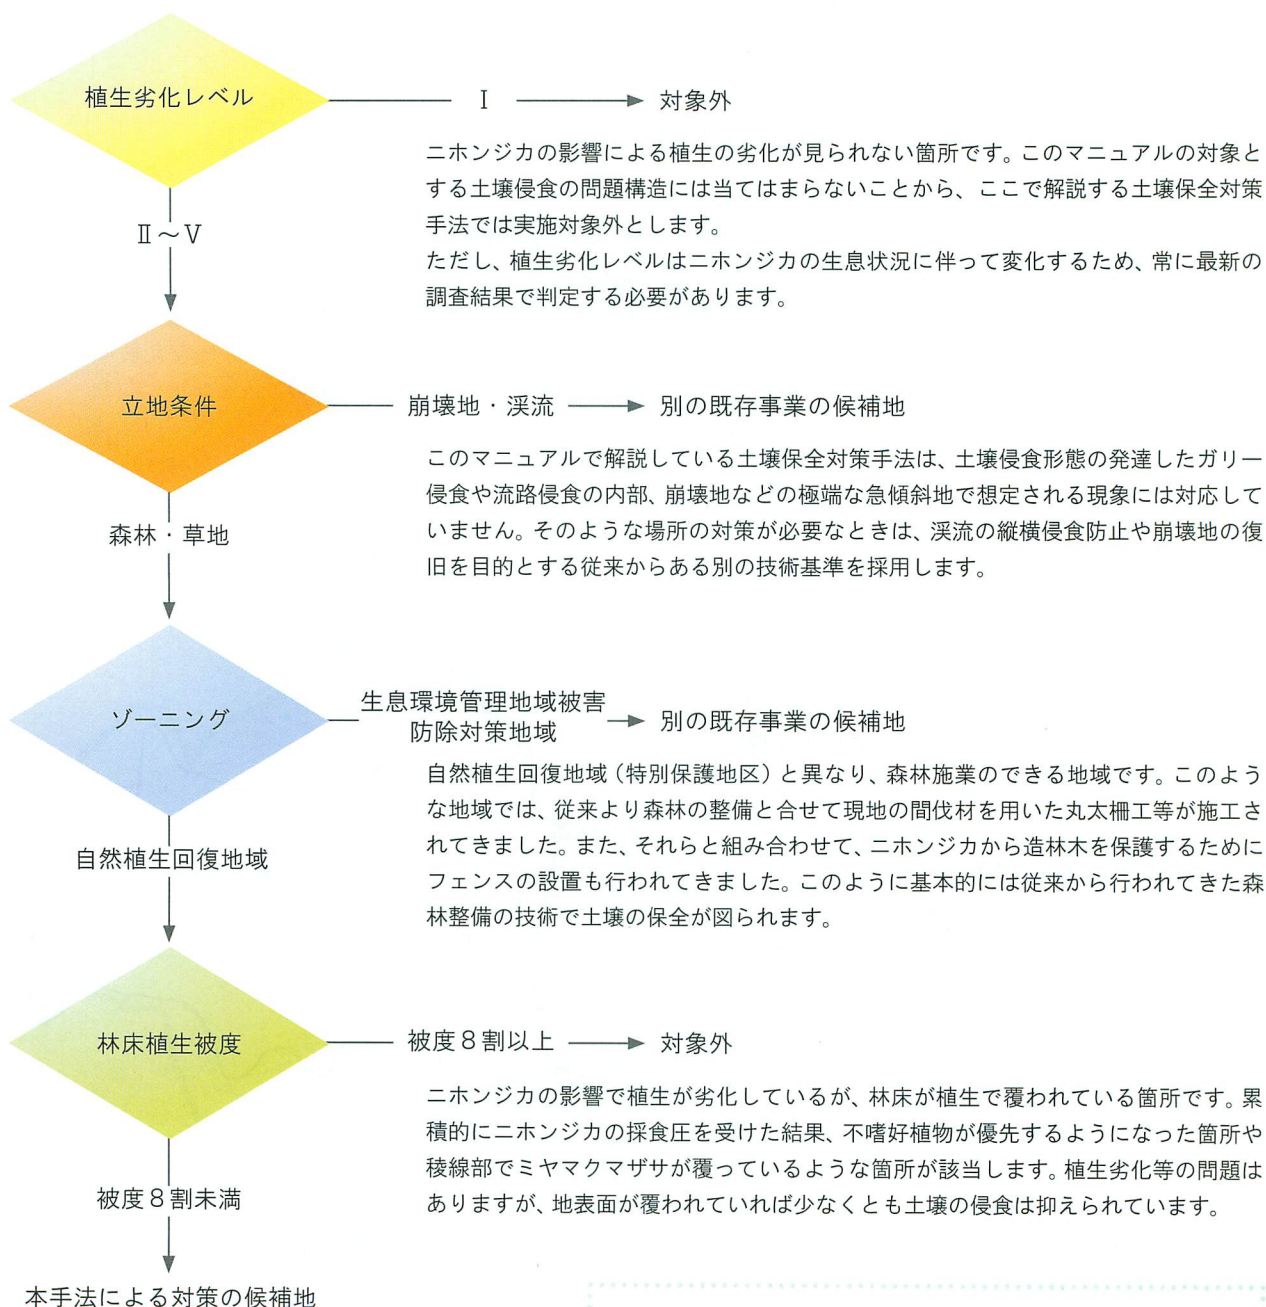 植生劣化レベル
Ⅰ
対象外
ニホンジカの影響による植生の劣化が見られない箇所です。このマニュアルの対象と
する土壌侵食の問題構造には当てはまらないことから、ここで解説する土壌保全対策
手法では実施対象外とします。
ただし、植生劣化レベルはニホンジカの生息状況に伴って変化するため、常に最新の
調査結果で判定する必要があります。
Ⅱ～Ⅴ
立地条件
崩壊地・渓流
別の既存事業の候補地
このマニュアルで解説している土壌保全対策手法は、土壌侵食形態の発達したガリー
侵食や流路侵食の内部、崩壊地などの極端な急傾斜地で想定される現象には対応して
いません。そのような場所の対策が必要なときは、渓流の縦横侵食防止や崩壊地の復
旧を目的とする従来からある別の技術基準を採用します。
森林・草地
ゾーニング
生息環境管理地域被害
防除対策地域
別の既存事業の候補地
自然植生回復地域（特別保護地区）と異なり、森林施業のできる地域です。このよう
な地域では、従来より森林の整備と合せて現地の間伐材を用いた丸太柵工等が施工さ
れてきました。また、それらと組み合わせて、ニホンジカから造林木を保護するために
フェンスの設置も行われてきました。このように基本的には従来から行われてきた森
林整備の技術で土壌の保全が図られます。
自然植生回復地域
林床植生被度
被度８割以上
対象外
ニホンジカの影響で植生が劣化しているが、林床が植生で覆われている箇所です。累
積的にニホンジカの採食圧を受けた結果、不嗜好植物が優先するようになった箇所や
稜線部でミヤマクマザサが覆っているような箇所が該当します。植生劣化等の問題は
ありますが、地表面が覆われていれば少なくとも土壌の侵食は抑えられています。
被度８割未満
本手法による対策の候補地